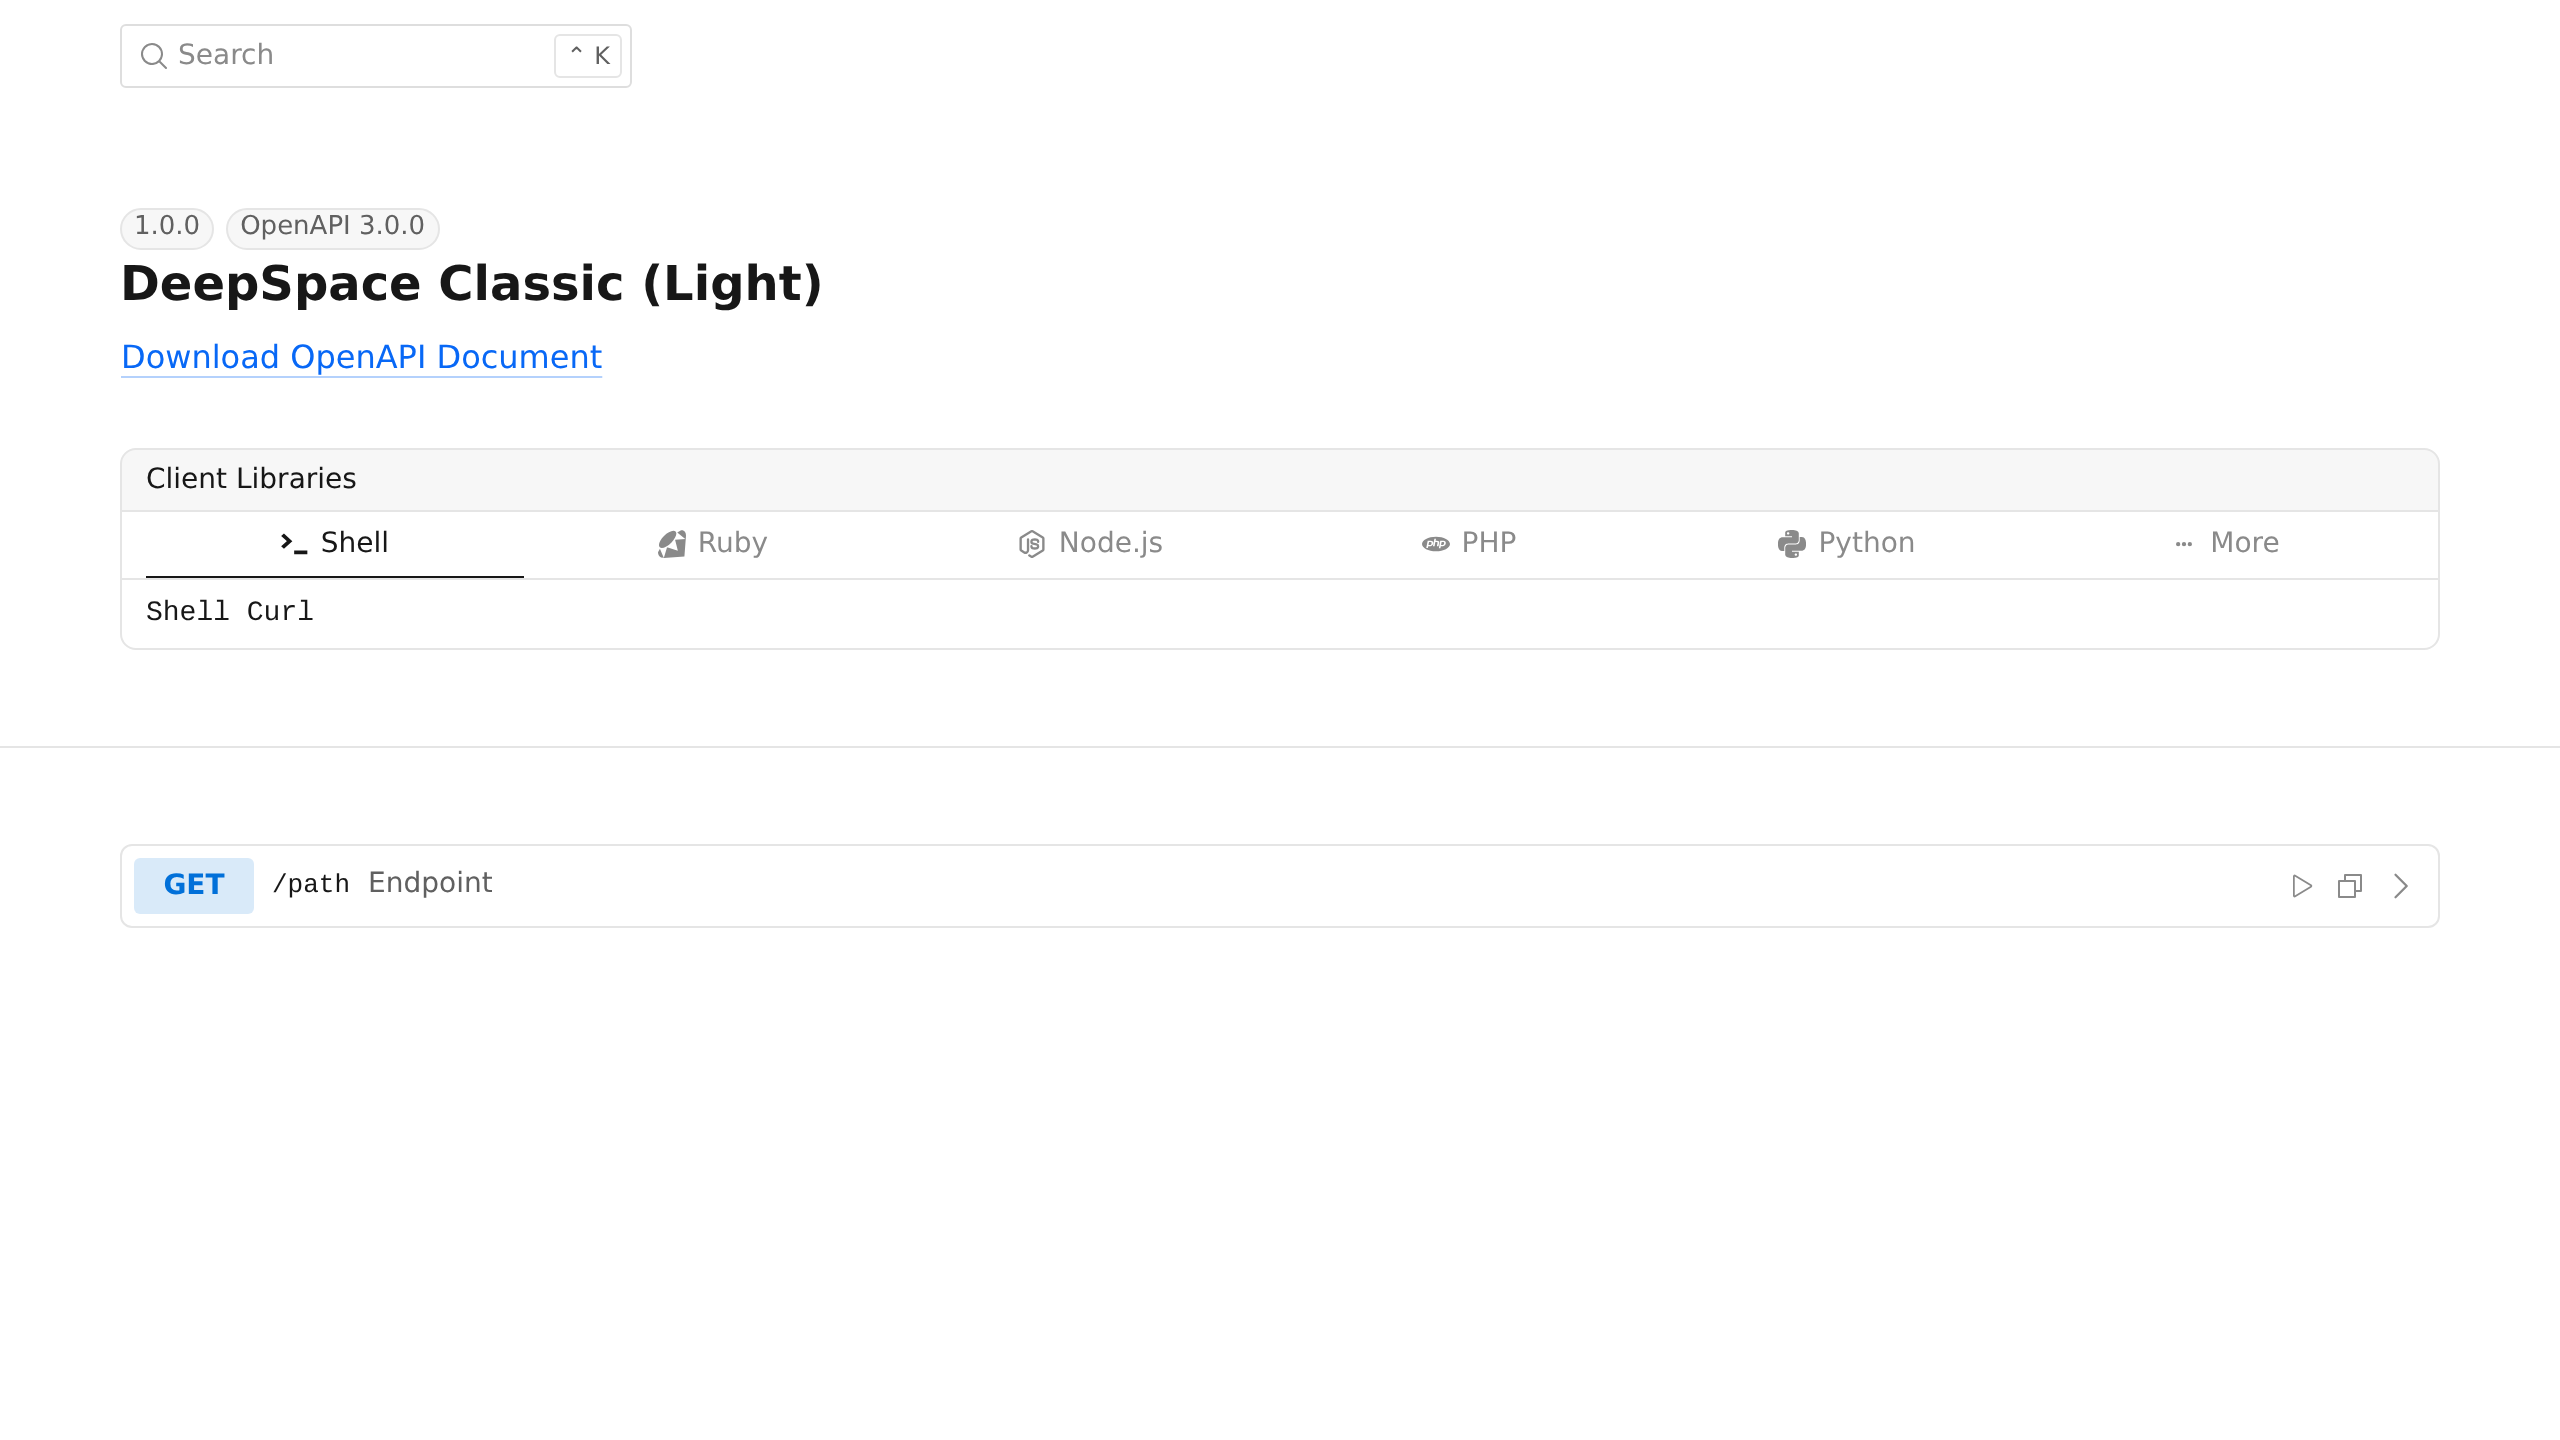 Search ⌃ K
1.0.0 OpenAPI 3.0.0
DeepSpace Classic (Light)
Download OpenAPI Document
Client Libraries
Shell Ruby Node.js PHP Python More
Shell Curl
GET /path Endpoint